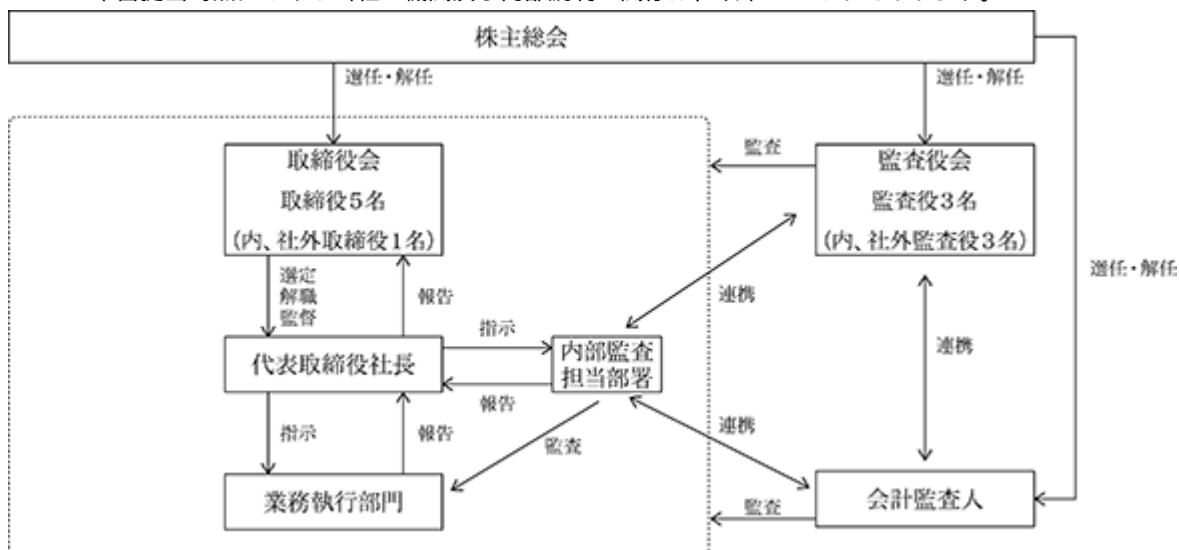 株主総会
選任・解任
選任・解任
取締役会
取締役5名
(内、社外取締役1名)
監査
監査役会
監査役3名
(内、社外監査役3名)
選任・解任
選定
解職
監督
報告
連携
指示
代表取締役社長
内部監査
担当部署
連携
報告
指示
報告
監査
連携
業務執行部門
監査
会計監査人